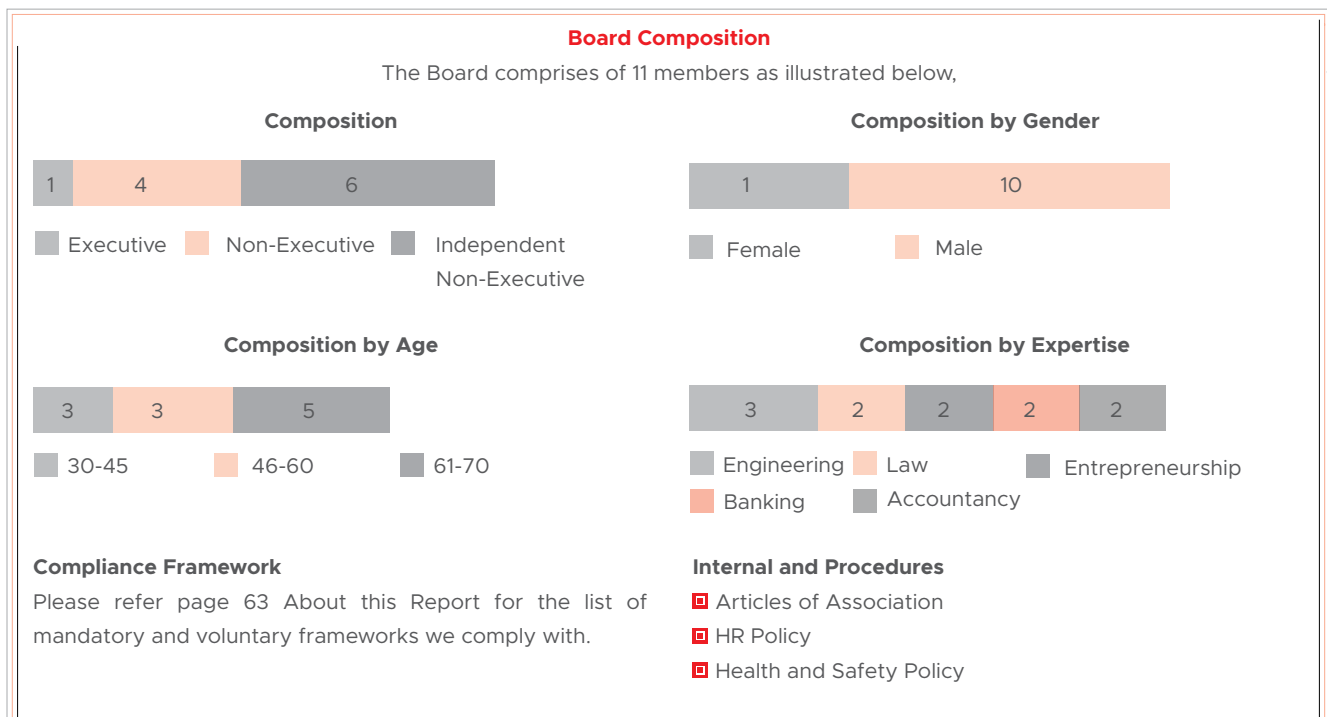 Board Composition
The Board comprises of 11 members as illustrated below,
Composition
1 4 6
Executive Non-Executive Independent
Non-Executive
Composition by Gender
1 10
Female Male
Composition by Age
3 3 5
30-45 46-60 61-70
Composition by Expertise
3 2 2 2 2
Engineering Law Entrepreneurship
Banking Accountancy
Compliance Framework
Please refer page 63 About this Report for the list of
mandatory and voluntary frameworks we comply with.
Internal and Procedures
Articles of Association
HR Policy
Health and Safety Policy